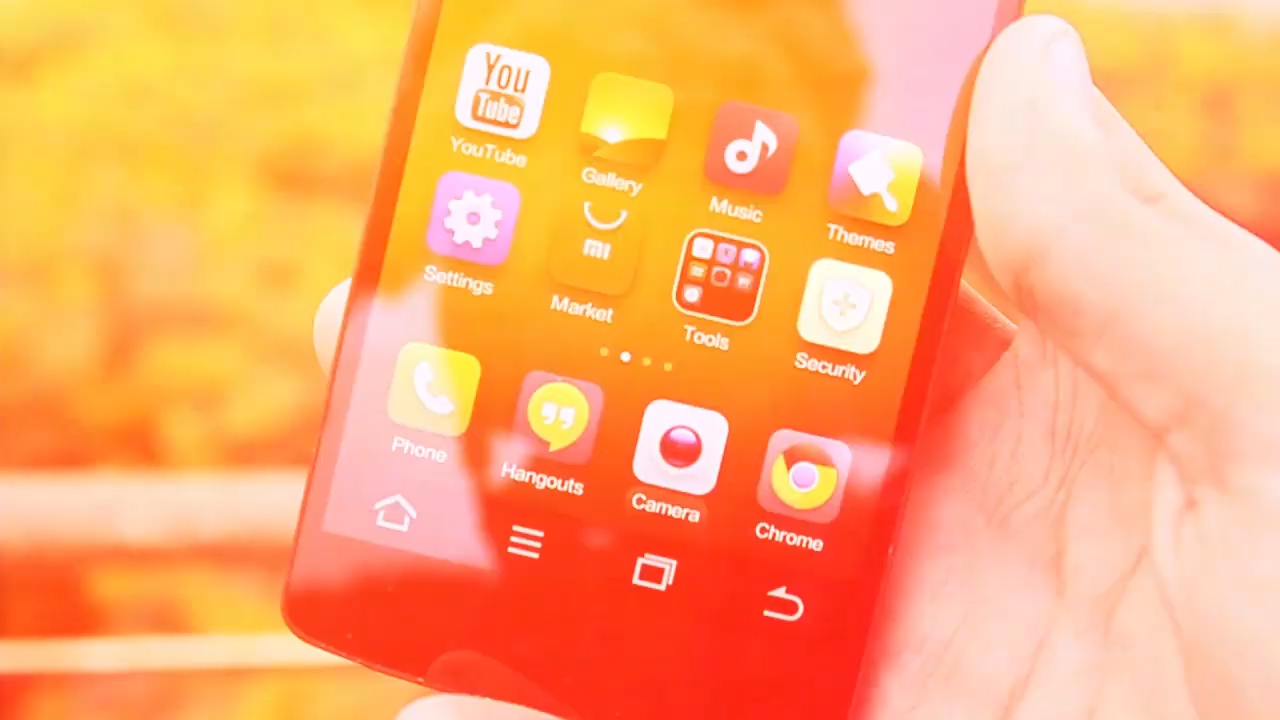 You
Tube
YouTube
Gallery
Music
Themes
mi
Settings
Market
Tools
Security
Phone
Hangouts
Camera
Chrome